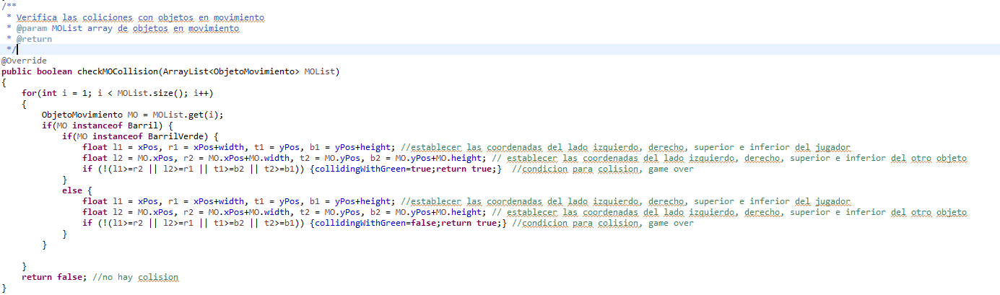 /**
 * Verifica las coliciones con objetos en movimiento
 * @param MOList array de objetos en movimiento
 * @return
 */
@Override
public boolean checkMOCollision(ArrayList<ObjetoMovimiento> MOList)
{
    for(int i = 1; i < MOList.size(); i++)
    {
        ObjetoMovimiento MO = MOList.get(i);
        if(MO instanceof Barril) {
            if(MO instanceof BarrilVerde) {
                float l1 = xPos, r1 = xPos+width, t1 = yPos, b1 = yPos+height; //establecer las coordenadas del lado izquierdo, derecho, superior e inferior del jugador
                float l2 = MO.xPos, r2 = MO.xPos+MO.width, t2 = MO.yPos, b2 = MO.yPos+MO.height; // establecer las coordenadas del lado izquierdo, derecho, superior e inferior del otro objeto
                if (!(l1>=r2 || l2>=r1 || t1>=b2 || t2>=b1)) {collidingWithGreen=true;return true;}  //condicion para colision, game over
            }
            else {
                float l1 = xPos, r1 = xPos+width, t1 = yPos, b1 = yPos+height; //establecer las coordenadas del lado izquierdo, derecho, superior e inferior del jugador
                float l2 = MO.xPos, r2 = MO.xPos+MO.width, t2 = MO.yPos, b2 = MO.yPos+MO.height; // establecer las coordenadas del lado izquierdo, derecho, superior e inferior del otro objeto
                if (!(l1>=r2 || l2>=r1 || t1>=b2 || t2>=b1)) {collidingWithGreen=false;return true;} //condicion para colision, game over
            }
        }

    }
    return false; //no hay colision
}